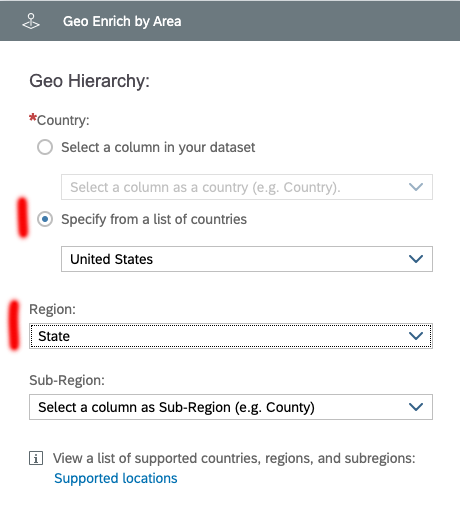 Geo Enrich by Area
Geo Hierarchy:
*Country:
Select a column in your dataset
Select a column as a country (e.g. Country).
Specify from a list of countries
United States
Region:
State
Sub-Region:
Select a column as Sub-Region (e.g. County)
View a list of supported countries, regions, and subregions:
Supported locations